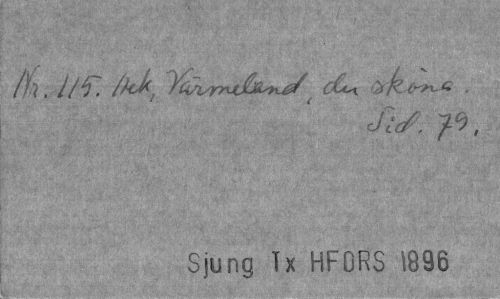 Nr. 115. Ack, Värmeland, du sköna.
Sid. 79.
Sjung Tx HFORS 1896